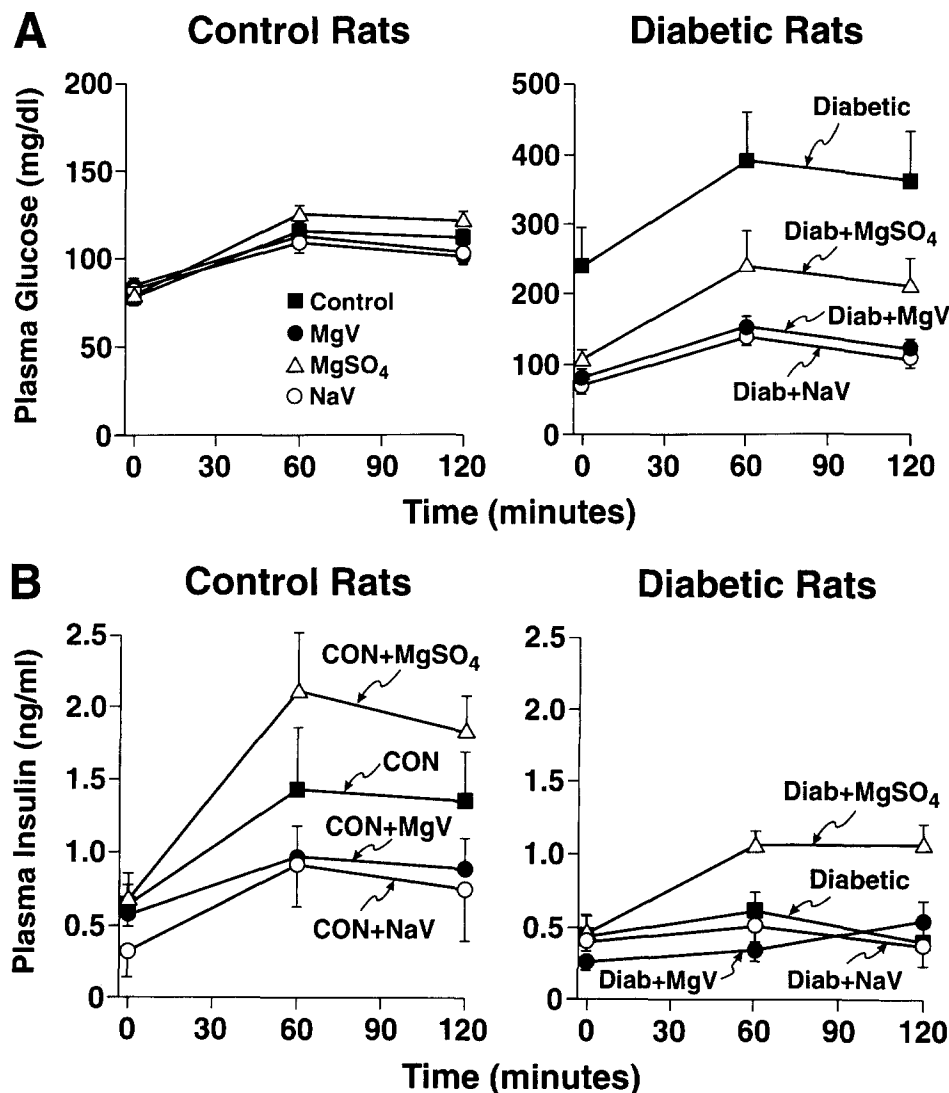 A
Control Rats
Diabetic Rats
Plasma Glucose (mg/dl)
200
150
100
50
0
Control
MgV
MgSO₄
NaV
0 30 60 90 120
500
400
300
200
100
0
Diabetic
Diab+MgSO₄
Diab+MgV
Diab+NaV
0 30 60 90 120
Time (minutes)
B
Control Rats
Diabetic Rats
Plasma Insulin (ng/ml)
2.5
2.0
1.5
1.0
0.5
0
CON+MgSO₄
CON
CON+MgV
CON+NaV
0 30 60 90 120
2.5
2.0
1.5
1.0
0.5
0
Diab+MgSO₄
Diabetic
Diab+MgV
Diab+NaV
0 30 60 90 120
Time (minutes)